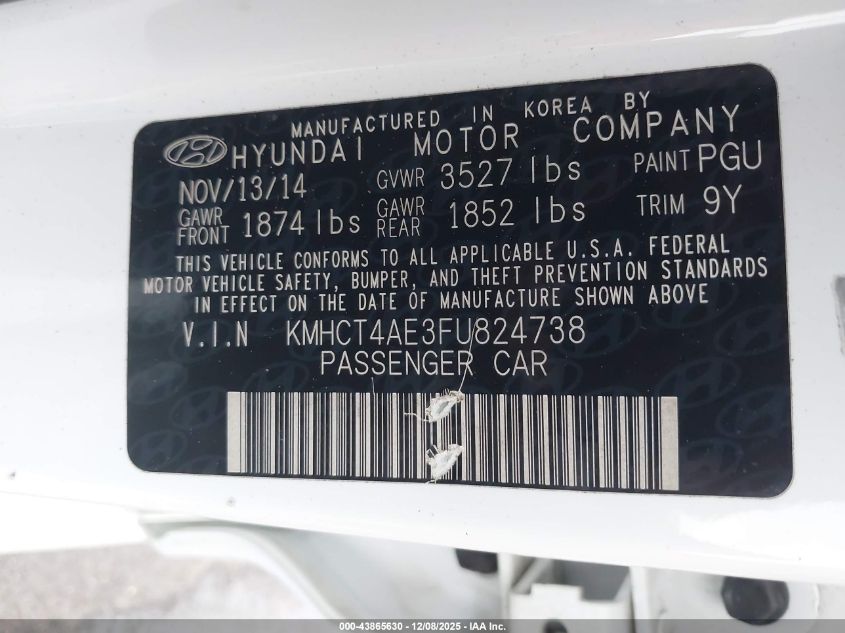 MANUFACTURED IN KOREA BY
HYUNDAI MOTOR COMPANY
NOV/13/14 GVWR 3527 lbs PAINT PGU
GAWR FRONT 1874 lbs GAWR REAR 1852 lbs TRIM 9Y
THIS VEHICLE CONFORMS TO ALL APPLICABLE U.S.A. FEDERAL
MOTOR VEHICLE SAFETY, BUMPER, AND THEFT PREVENTION STANDARDS
IN EFFECT ON THE DATE OF MANUFACTURE SHOWN ABOVE
V.I.N KMHCT4AE3FU824738
PASSENGER CAR
000-43865630 - 12/08/2025 - IAA Inc.